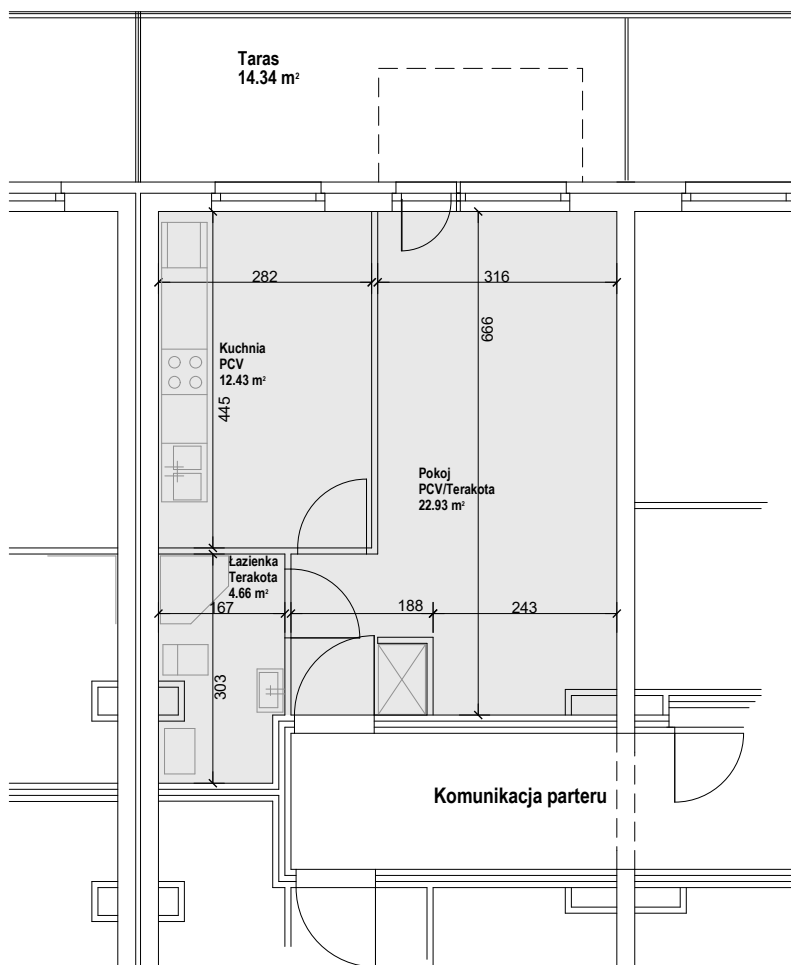 Taras
14.34 m²
282
316
666
Kuchnia
PCV
12.43 m²
445
Pokoj
PCV/Terakota
22.93 m²
Łazienka
Terakota
4.66 m²
167
188
243
303
Komunikacja parteru